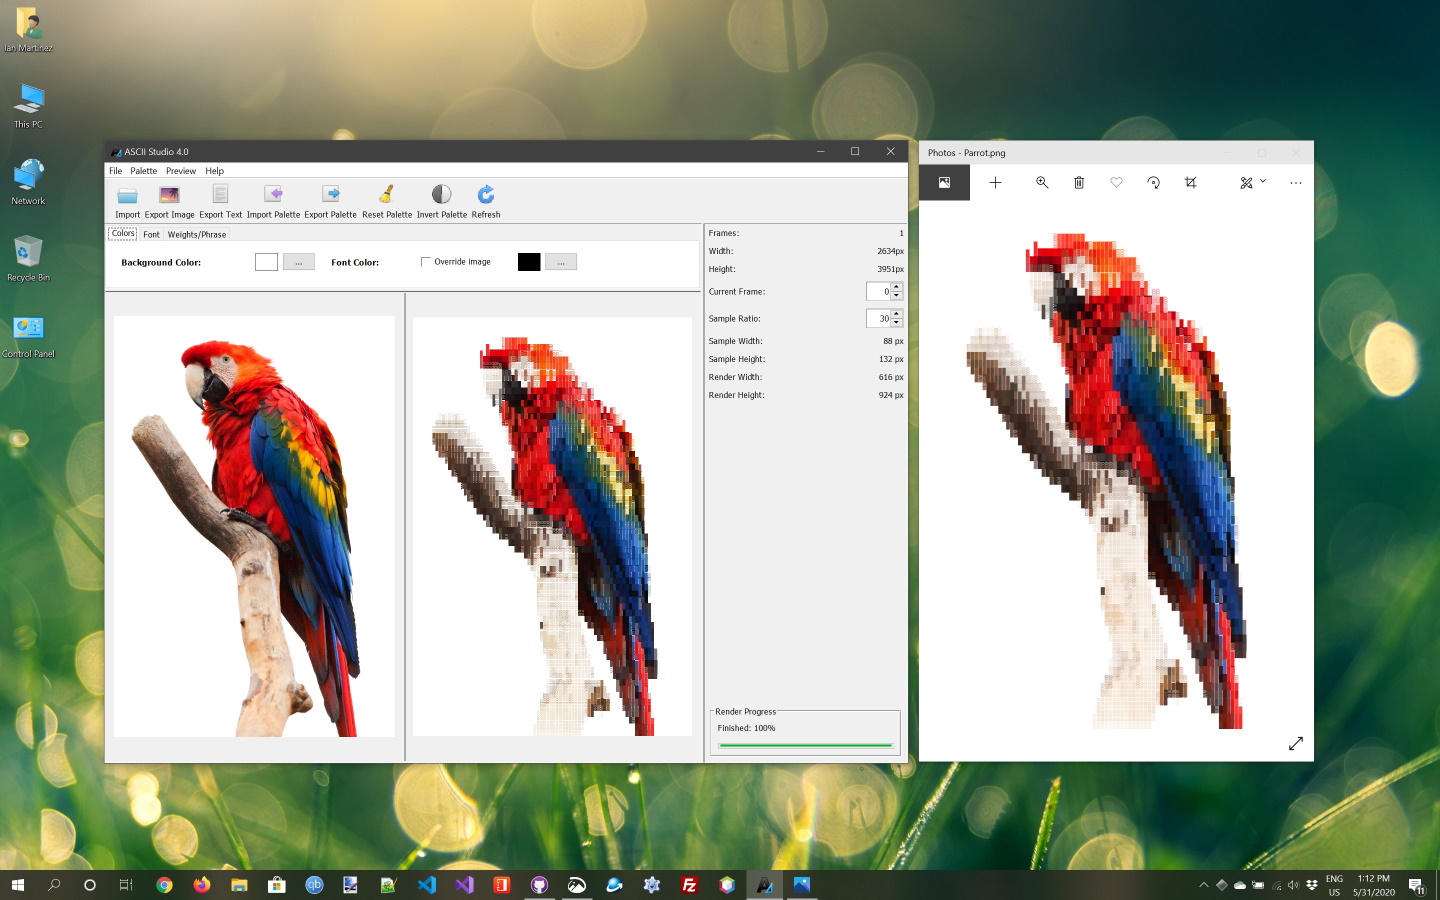 Ian Martinez
This PC
Network
Recycle Bin
Control Panel
ASCII Studio 4.0
File Palette Preview Help
Import Export Image Export Text Import Palette Export Palette Reset Palette Invert Palette Refresh
Colors Font Weights/Phrase
Background Color: ... Font Color: Override image ...
Frames: 1
Width: 2634px
Height: 3951px
Current Frame: 0
Sample Ratio: 30
Sample Width: 88 px
Sample Height: 132 px
Render Width: 616 px
Render Height: 924 px
Render Progress
Finished: 100%
Photos - Parrot.png
qb
Fz
ENG
US
1:12 PM
5/31/2020
11